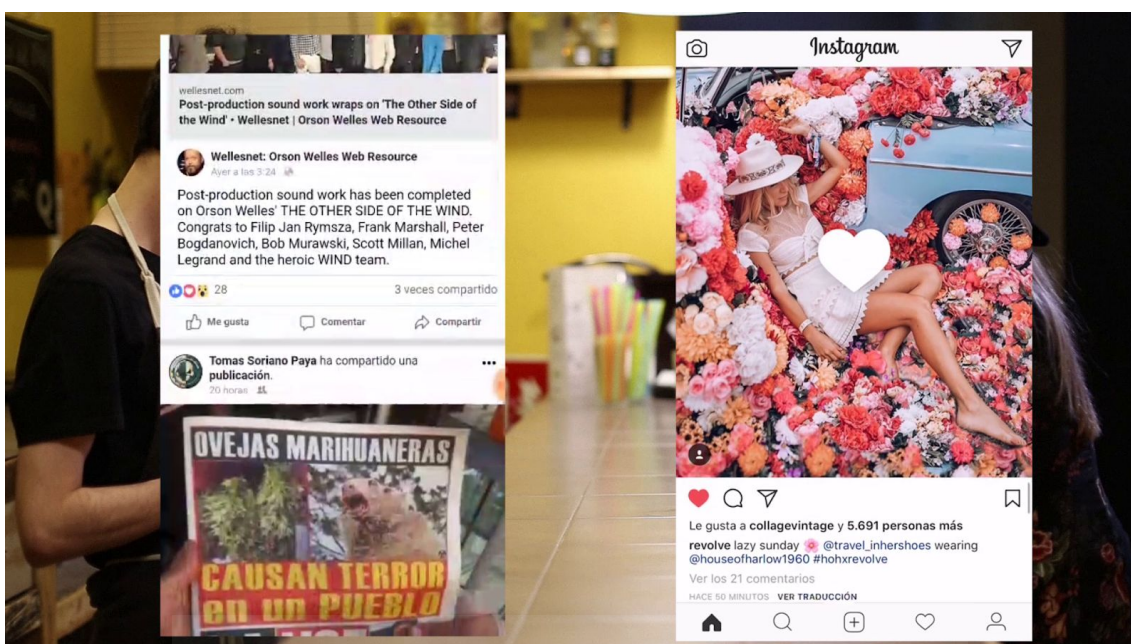 wellesnet.com
Post-production sound work wraps on 'The Other Side of
the Wind' • Wellesnet | Orson Welles Web Resource
Wellesnet: Orson Welles Web Resource
Ayer a las 3:24
Post-production sound work has been completed
on Orson Welles' THE OTHER SIDE OF THE WIND.
Congrats to Filip Jan Rymsza, Frank Marshall, Peter
Bogdanovich, Bob Murawski, Scott Millan, Michel
Legrand and the heroic WIND team.
28
3 veces compartido
Me gusta
Comentar
Compartir
Tomas Soriano Paya ha compartido una
publicación.
20 horas
OVEJAS MARIHUANERAS
CAUSAN TERROR
en un PUEBLO
Instagram
Le gusta a collagevintage y 5.691 personas más
revolve lazy sunday 🌸 @travel_inhershoes wearing
@houseofharlow1960 #hohxrevolve
Ver los 21 comentarios
HACE 50 MINUTOS VER TRADUCCIÓN